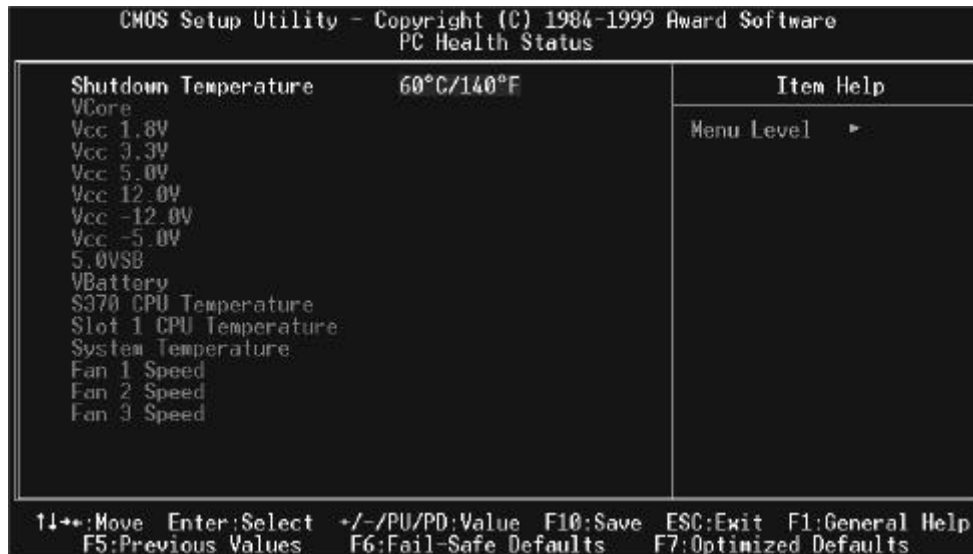 CMOS Setup Utility - Copyright (C) 1984-1999 Award Software
PC Health Status
Shutdown Temperature 60°C/140°F
VCore
Vcc 1.8V
Vcc 3.3V
Vcc 5.0V
Vcc 12.0V
Vcc -12.0V
Vcc -5.0V
5.0VSB
VBattery
S370 CPU Temperature
Slot 1 CPU Temperature
System Temperature
Fan 1 Speed
Fan 2 Speed
Fan 3 Speed
Item Help
Menu Level ►
↑↓→←:Move Enter:Select +/-/PU/PD:Value F10:Save ESC:Exit F1:General Help
F5:Previous Values F6:Fail-Safe Defaults F7:Optimized Defaults